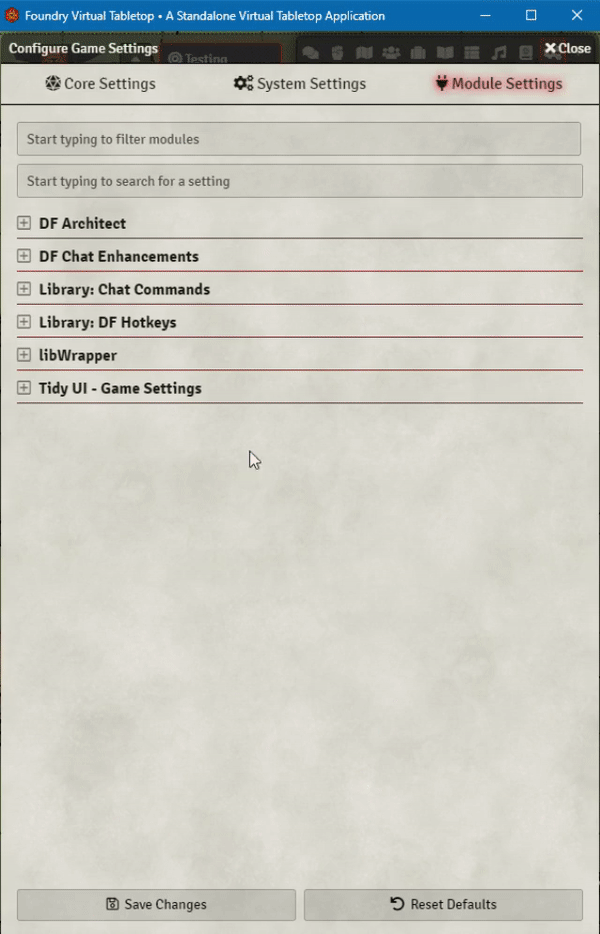 Foundry Virtual Tabletop • A Standalone Virtual Tabletop Application
Configure Game Settings
Testing
Close
Core Settings
System Settings
Module Settings
Start typing to filter modules
Start typing to search for a setting
DF Architect
DF Chat Enhancements
Library: Chat Commands
Library: DF Hotkeys
libWrapper
Tidy UI - Game Settings
Save Changes
Reset Defaults